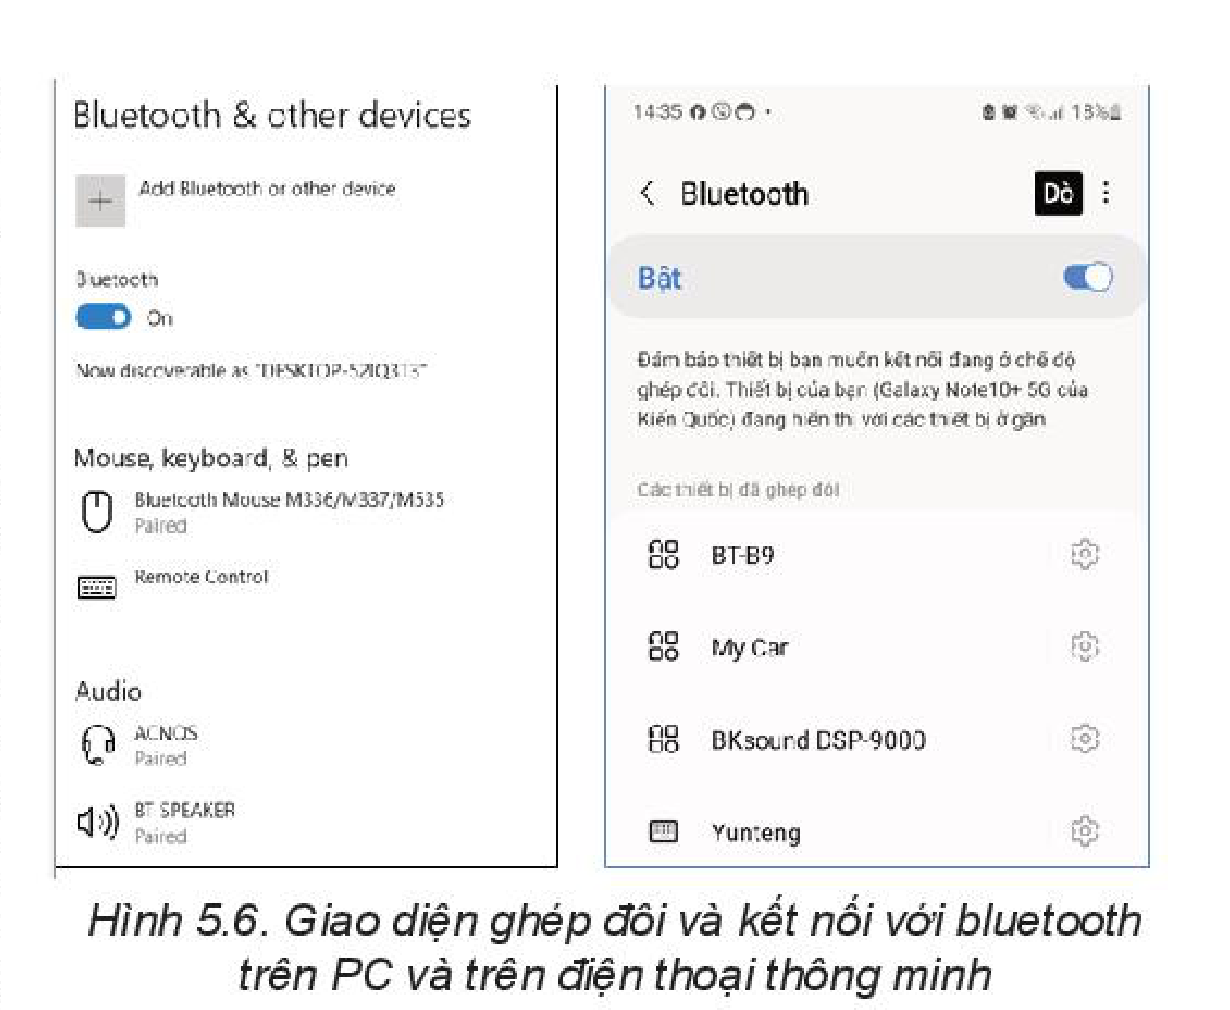 Bluetooth & other devices
Add Bluetooth or other device
Bluetooth
On
Now discoverable as
Mouse, keyboard, & pen
Bluetooth Mouse M336/M337/M535
Paired
Remote Control
Audio
ACNOS
Paired
BT SPEAKER
Paired
14:35
18%
Bluetooth
Dò
Bật
Đảm bảo thiết bị bạn muốn kết nối đang ở chế độ
ghép đôi. Thiết bị của bạn (Galaxy Note10+ 5G của
Kiến Quốc) đang hiển thị với các thiết bị ở gần
Các thiết bị đã ghép đôi
BT-B9
My Car
BKsound DSP-9000
Yunteng
Hình 5.6. Giao diện ghép đôi và kết nối với bluetooth
trên PC và trên điện thoại thông minh